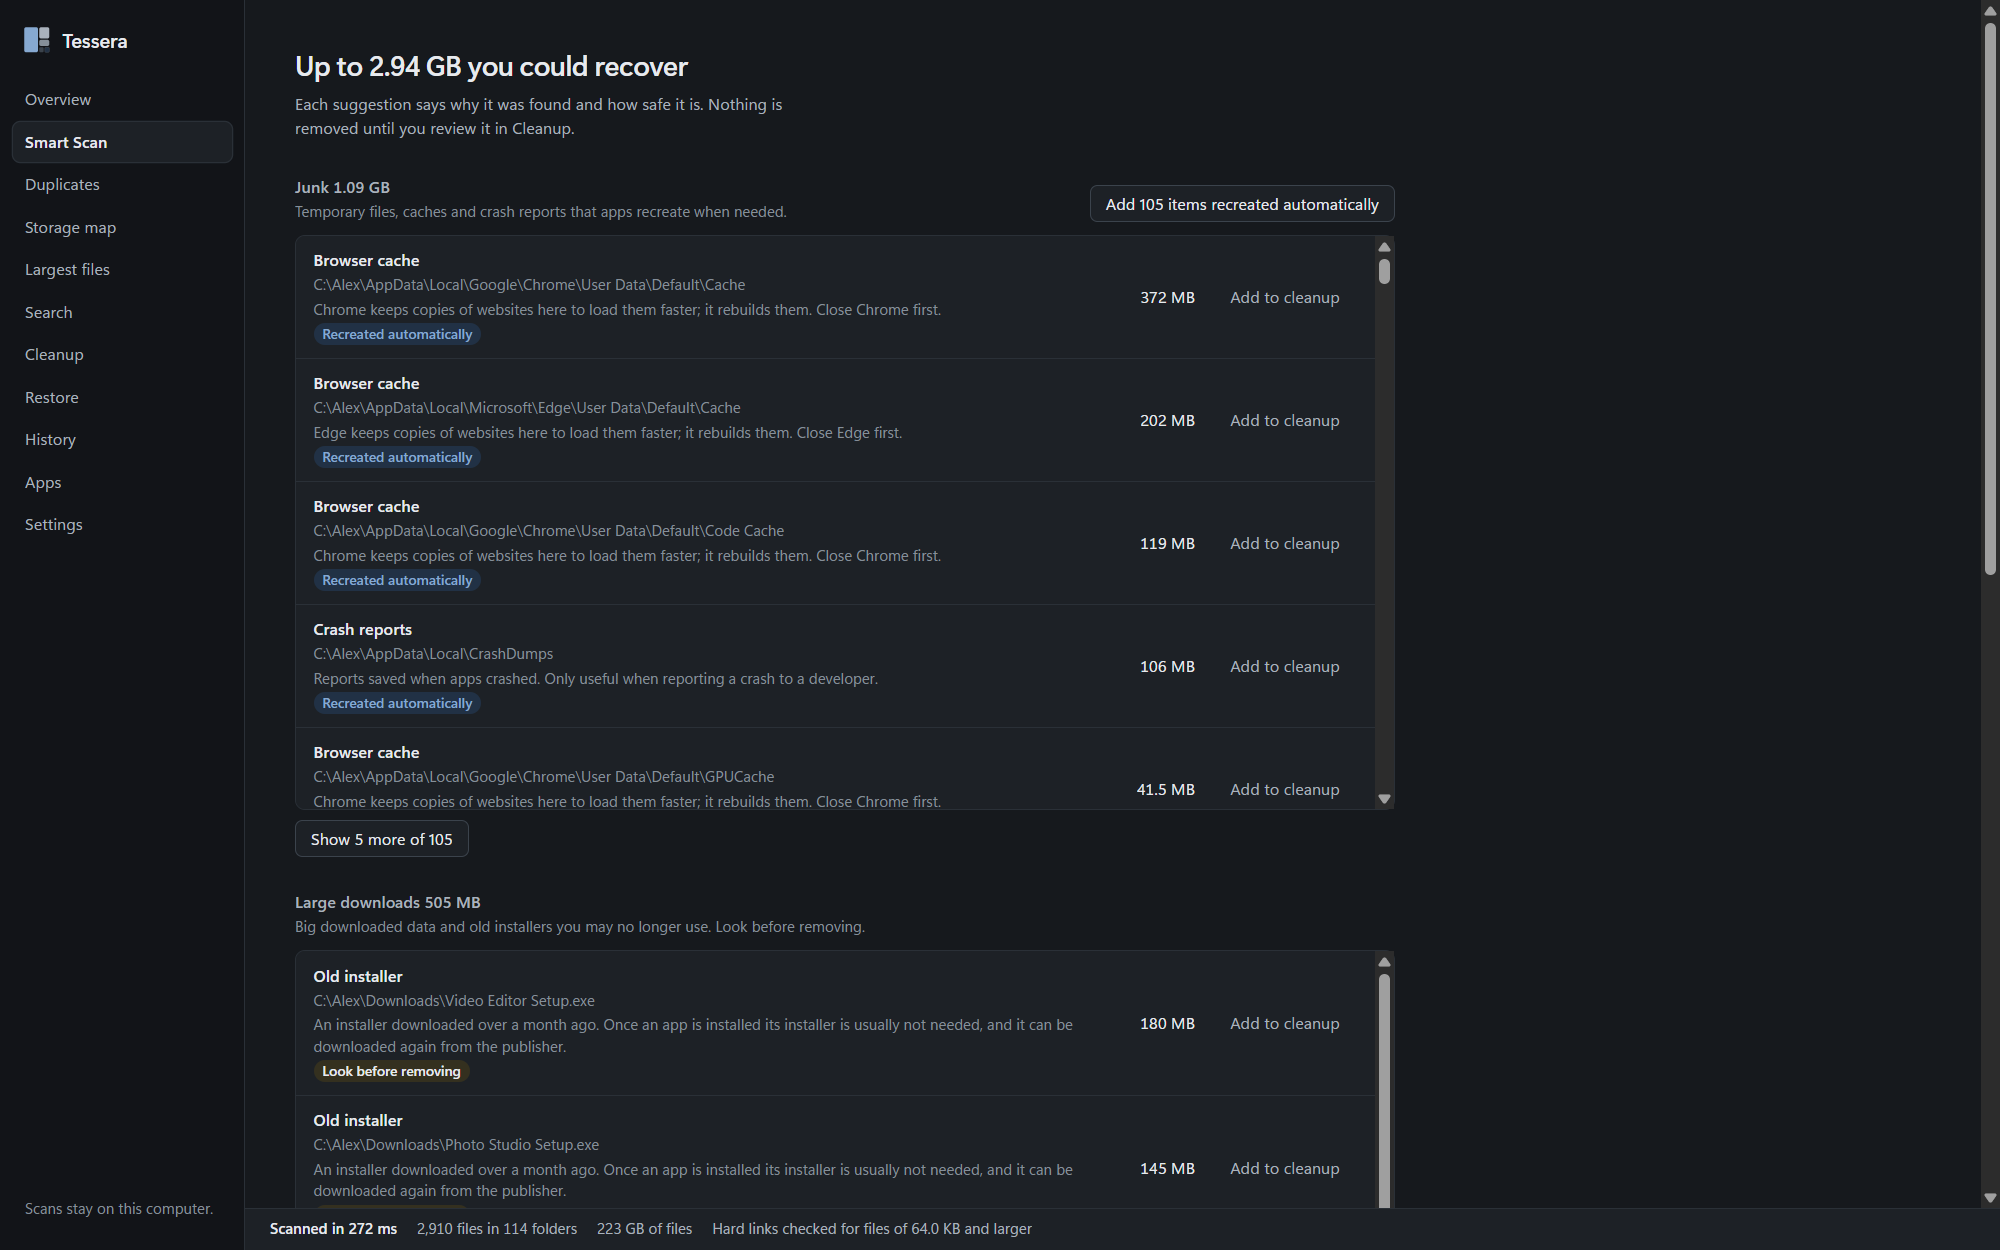 Tessera
Overview
Smart Scan
Duplicates
Storage map
Largest files
Search
Cleanup
Restore
History
Apps
Settings
Scans stay on this computer.
Up to 2.94 GB you could recover
Each suggestion says why it was found and how safe it is. Nothing is
removed until you review it in Cleanup.
Junk 1.09 GB
Temporary files, caches and crash reports that apps recreate when needed.
Add 105 items recreated automatically
Browser cache
C:\Alex\AppData\Local\Google\Chrome\User Data\Default\Cache
Chrome keeps copies of websites here to load them faster; it rebuilds them. Close Chrome first.
Recreated automatically
372 MB Add to cleanup
Browser cache
C:\Alex\AppData\Local\Microsoft\Edge\User Data\Default\Cache
Edge keeps copies of websites here to load them faster; it rebuilds them. Close Edge first.
Recreated automatically
202 MB Add to cleanup
Browser cache
C:\Alex\AppData\Local\Google\Chrome\User Data\Default\Code Cache
Chrome keeps copies of websites here to load them faster; it rebuilds them. Close Chrome first.
Recreated automatically
119 MB Add to cleanup
Crash reports
C:\Alex\AppData\Local\CrashDumps
Reports saved when apps crashed. Only useful when reporting a crash to a developer.
Recreated automatically
106 MB Add to cleanup
Browser cache
C:\Alex\AppData\Local\Google\Chrome\User Data\Default\GPUCache
Chrome keeps copies of websites here to load them faster; it rebuilds them. Close Chrome first.
41.5 MB Add to cleanup
Show 5 more of 105
Large downloads 505 MB
Big downloaded data and old installers you may no longer use. Look before removing.
Old installer
C:\Alex\Downloads\Video Editor Setup.exe
An installer downloaded over a month ago. Once an app is installed its installer is usually not needed, and it can be
downloaded again from the publisher.
Look before removing
180 MB Add to cleanup
Old installer
C:\Alex\Downloads\Photo Studio Setup.exe
An installer downloaded over a month ago. Once an app is installed its installer is usually not needed, and it can be
downloaded again from the publisher.
145 MB Add to cleanup
Scanned in 272 ms 2,910 files in 114 folders 223 GB of files Hard links checked for files of 64.0 KB and larger